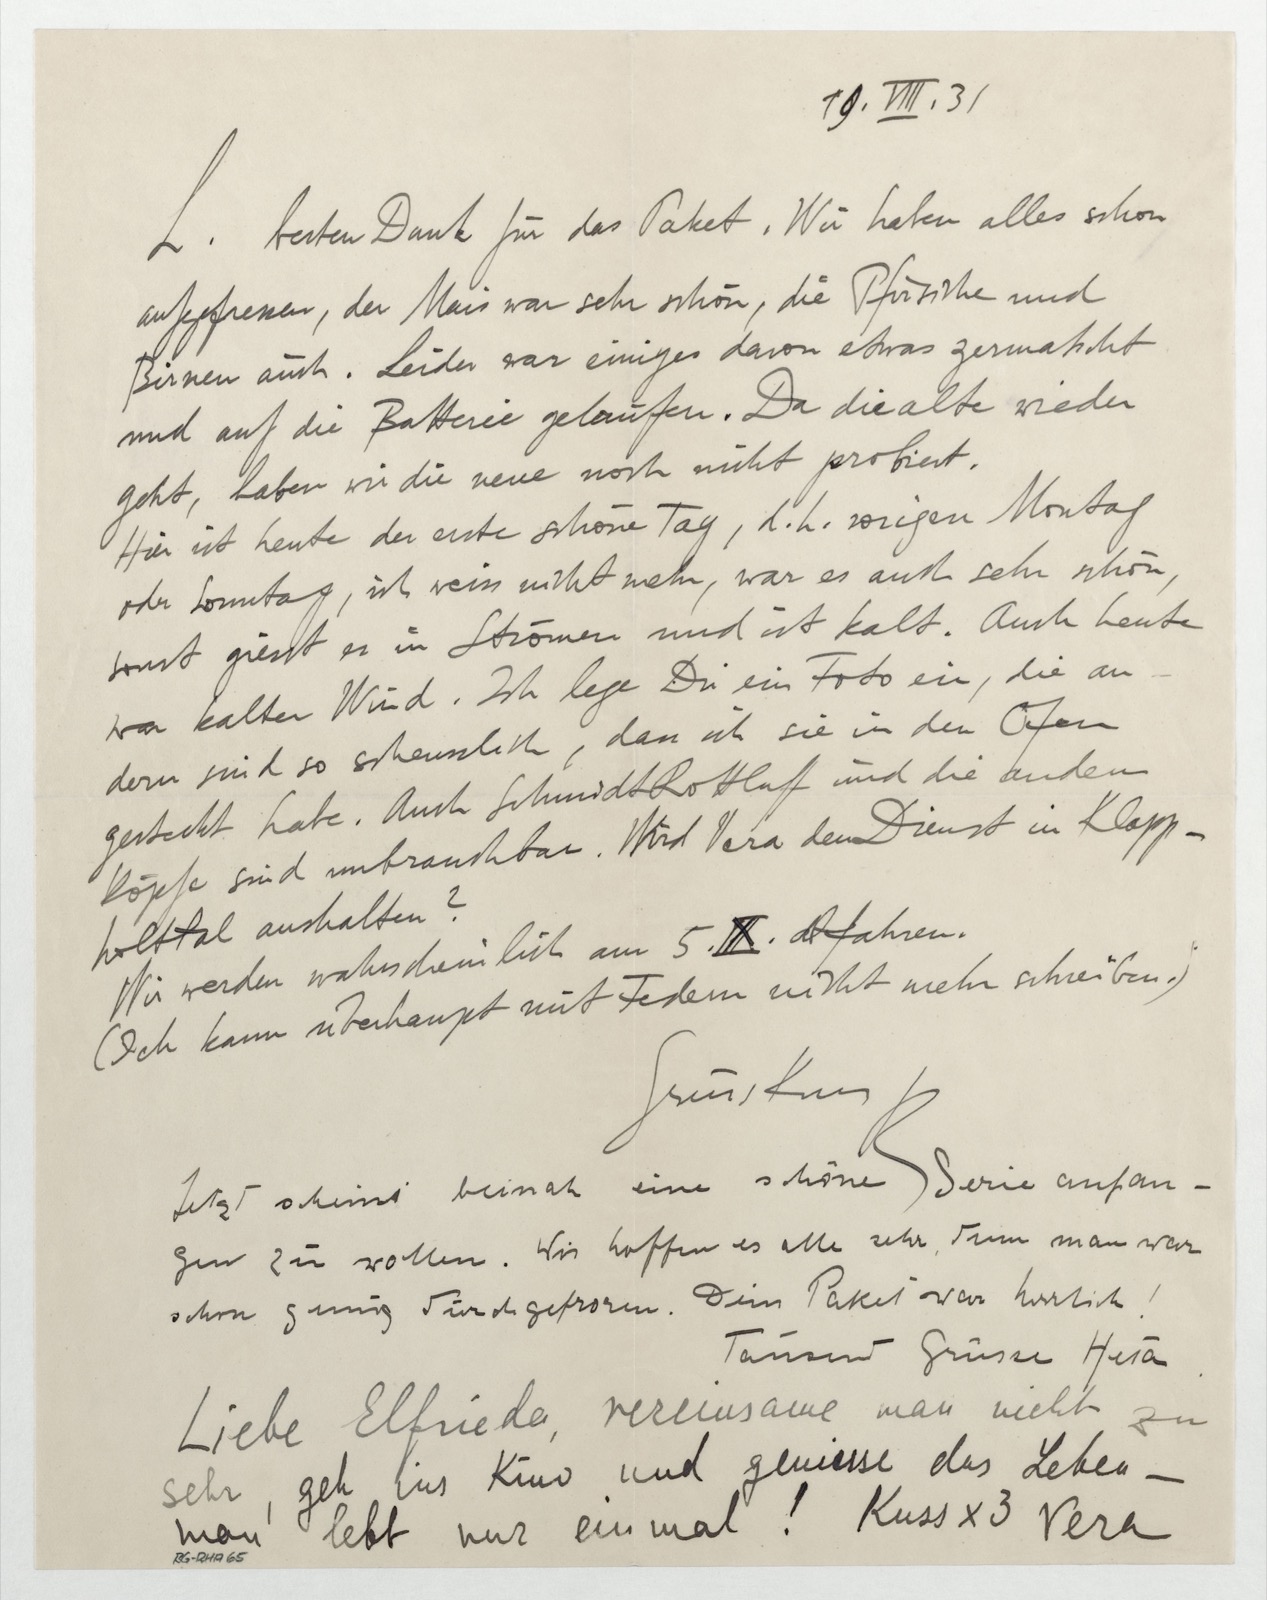 19. VIII. 31
L. besten Dank für das Paket. Wir haben alles schon
aufgefressen, der Mais war sehr schön, die Pfirsiche und
Birnen auch. Leider war einiges davon etwas zermatscht
und auf die Batterie gelaufen. Da die alte wieder
geht, haben wir die neue noch nicht probiert.
Hier ist heute der erste schöne Tag, d.h. vorigen Montag
oder Sonntag, ich weiss nicht mehr, war es auch sehr schön,
sonst giesst es in Strömen und ist kalt. Auch heute
war kalter Wind. Ich lege Dir ein Foto ein, die an-
dern sind so scheusslich, dass ich sie in den Ofen
gesteckt habe. Auch Schmidt Rottluff und die andern
Köpfe sind unbrauchbar. Wird Vera den Dienst in Klapp-
holttal aushalten?
Wir werden wahrscheinlich am 5. IX. abfahren.
(Ich kann überhaupt mit Federn nicht mehr schreiben.)
Gruss Kuss
Jetzt scheint beinah eine schöne Serie anfan-
gen zu wollen. Wir hoffen es alle sehr, denn man war
schon genug durchgefroren. Dein Paket war herrlich!
Tausend Grüsse Heta
Liebe Elfriede, vereinsame man nicht zu
sehr, geh ins Kino und geniesse das Leben -
man lebt nur einmal! Kuss x 3 Vera
RG-RHA 65